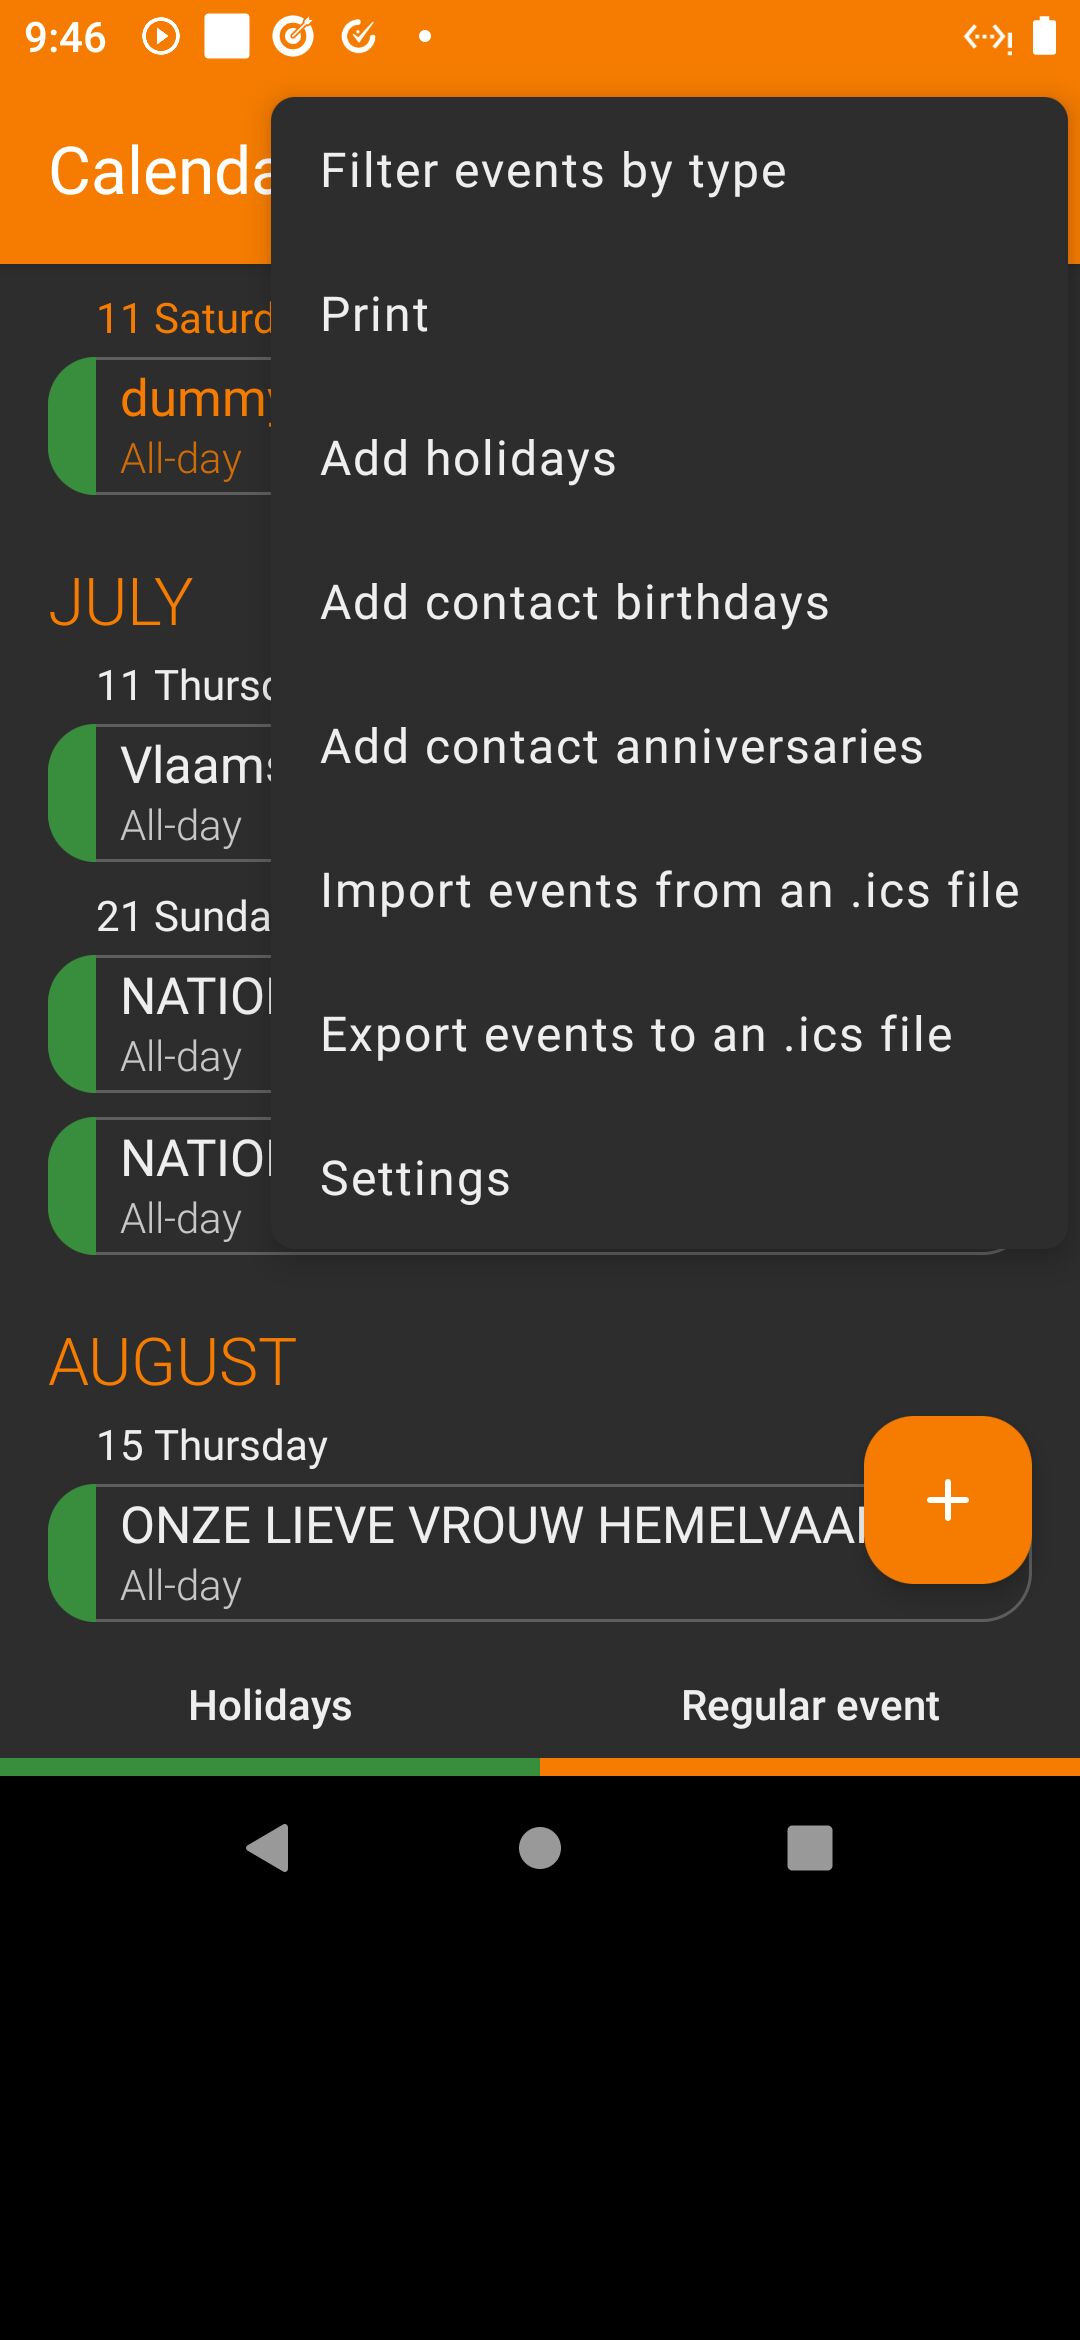 9:46
Calenda
Filter events by type
Print
Add holidays
Add contact birthdays
Add contact anniversaries
Import events from an .ics file
Export events to an .ics file
Settings
11 Saturd
dummy
All-day
JULY
11 Thurs
Vlaams
All-day
21 Sunda
NATIO
All-day
NATIO
All-day
AUGUST
15 Thursday
ONZE LIEVE VROUW HEMELVAA
All-day
Holidays
Regular event